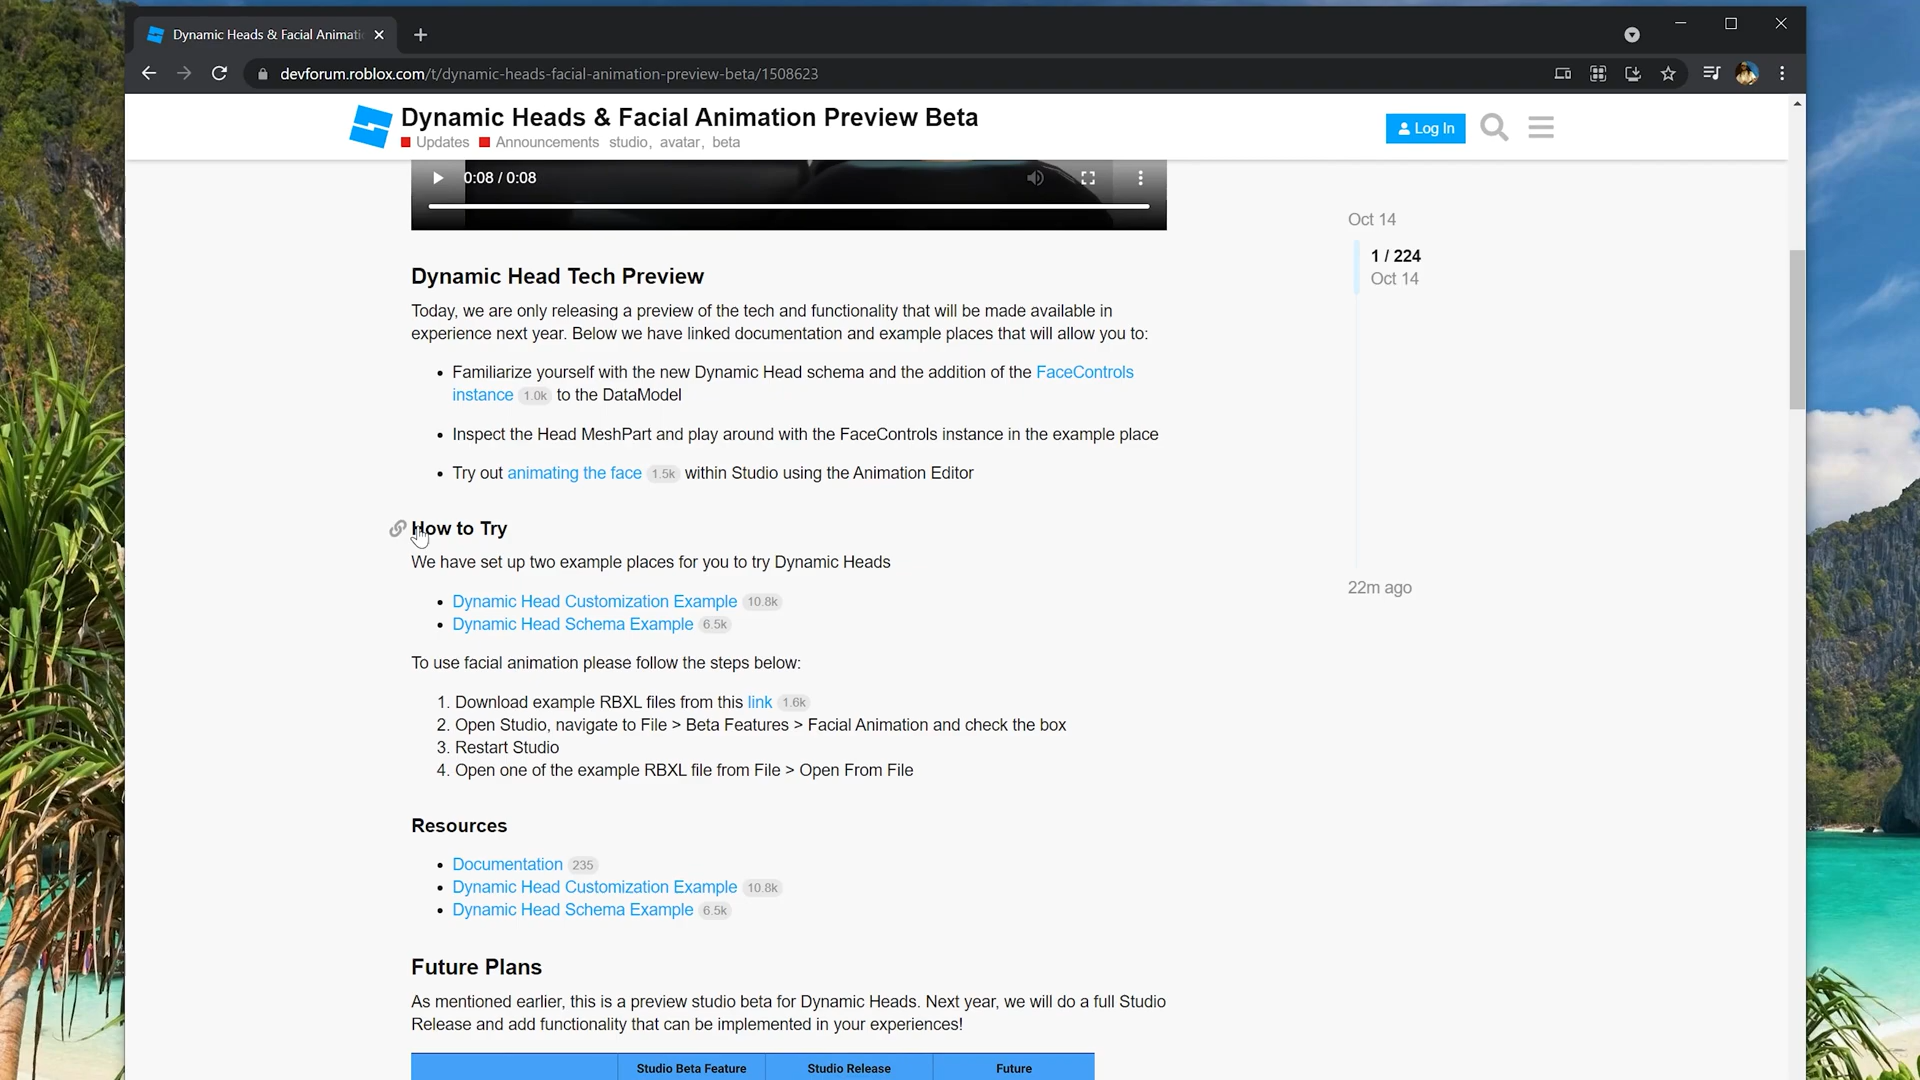 Dynamic Heads & Facial Animati
devforum.roblox.com/t/dynamic-heads-facial-animation-preview-beta/1508623
Dynamic Heads & Facial Animation Preview Beta
Updates Announcements studio, avatar, beta
Log In
0:08 / 0:08
Oct 14
1 / 224
Oct 14
22m ago
Dynamic Head Tech Preview
Today, we are only releasing a preview of the tech and functionality that will be made available in
experience next year. Below we have linked documentation and example places that will allow you to:
• Familiarize yourself with the new Dynamic Head schema and the addition of the FaceControls
instance 1.0k to the DataModel
• Inspect the Head MeshPart and play around with the FaceControls instance in the example place
• Try out animating the face 1.5k within Studio using the Animation Editor
How to Try
We have set up two example places for you to try Dynamic Heads
• Dynamic Head Customization Example 10.8k
• Dynamic Head Schema Example 6.5k
To use facial animation please follow the steps below:
1. Download example RBXL files from this link 1.6k
2. Open Studio, navigate to File > Beta Features > Facial Animation and check the box
3. Restart Studio
4. Open one of the example RBXL file from File > Open From File
Resources
• Documentation 235
• Dynamic Head Customization Example 10.8k
• Dynamic Head Schema Example 6.5k
Future Plans
As mentioned earlier, this is a preview studio beta for Dynamic Heads. Next year, we will do a full Studio
Release and add functionality that can be implemented in your experiences!
Studio Beta Feature Studio Release Future